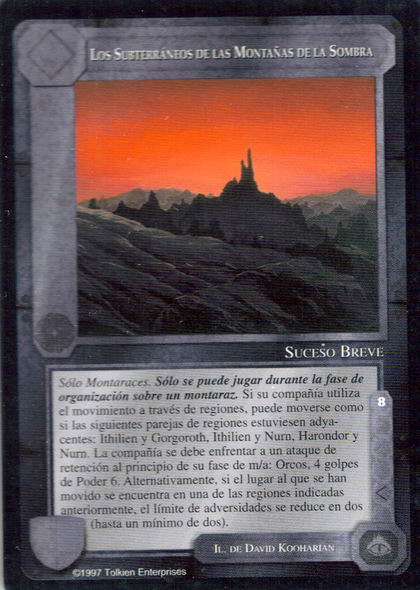 Los Subterráneos de las Montañas de la Sombra
Suceso Breve
Sólo Montaraces. Sólo se puede jugar durante la fase de
organización sobre un montaraz. Si su compañía utiliza
el movimiento a través de regiones, puede moverse como
si las siguientes parejas de regiones estuviesen adya-
centes: Ithilien y Gorgoroth, Ithilien y Nurn, Harondor y
Nurn. La compañía se debe enfrentar a un ataque de
retención al principio de su fase de m/a: Orcos, 4 golpes
de Poder 6. Alternativamente, si el lugar al que se han
movido se encuentra en una de las regiones indicadas
anteriormente, el límite de adversidades se reduce en dos
(hasta un mínimo de dos).
8
Il. de David Kooharian
©1997 Tolkien Enterprises